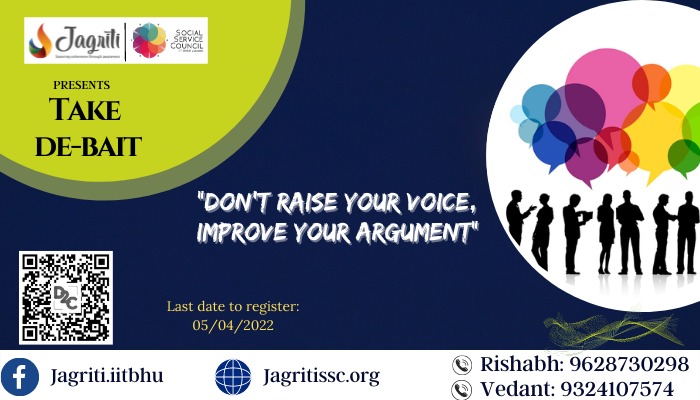 Jagriti
SOCIAL
SERVICE
COUNCIL
PRESENTS
TAKE
DE-BAIT
"DON'T RAISE YOUR VOICE,
IMPROVE YOUR ARGUMENT"
D2C
Last date to register:
05/04/2022
Jagriti.iitbhu
Jagritissc.org
Rishabh: 9628730298
Vedant: 9324107574